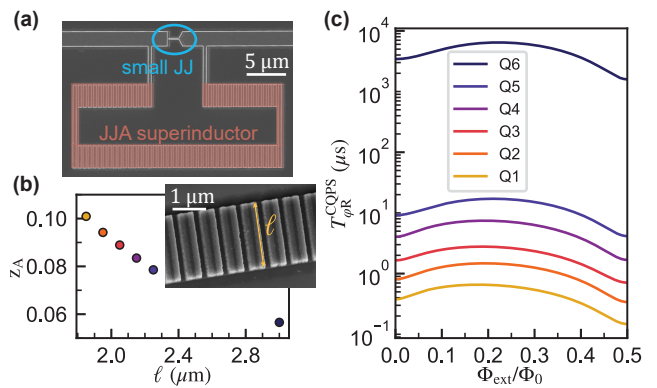 (a)
small JJ
5 μm
JJA superinductor
(b)
1 μm
ℓ
0.10
0.08
0.06
z_A
2.0 2.4 2.8
ℓ (μm)
(c)
10^4
10^3
10^2
10^1
10^0
10^-1
T_φR^CQPS (μs)
Q6
Q5
Q4
Q3
Q2
Q1
0.0 0.1 0.2 0.3 0.4 0.5
Φ_ext/Φ_0